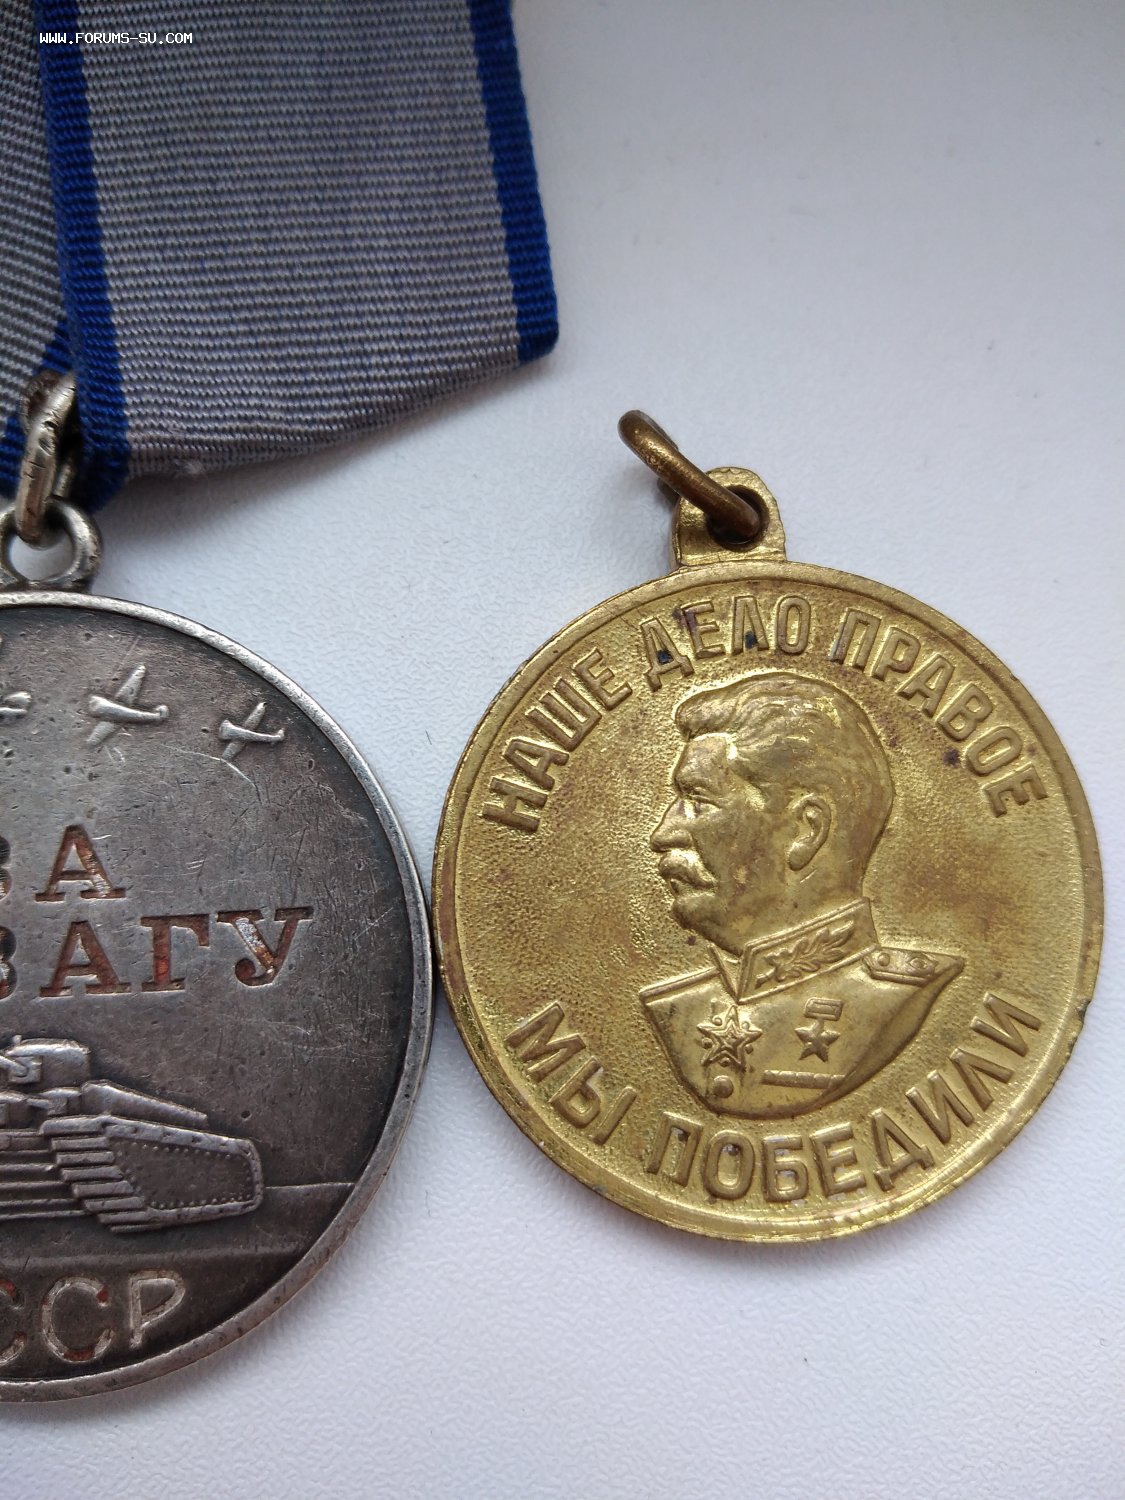 WWW.FORUMS-SU.COM
ЗА
ВАГУ
ССР
НАШЕ ДЕЛО ПРАВОЕ
МЫ ПОБЕДИЛИ